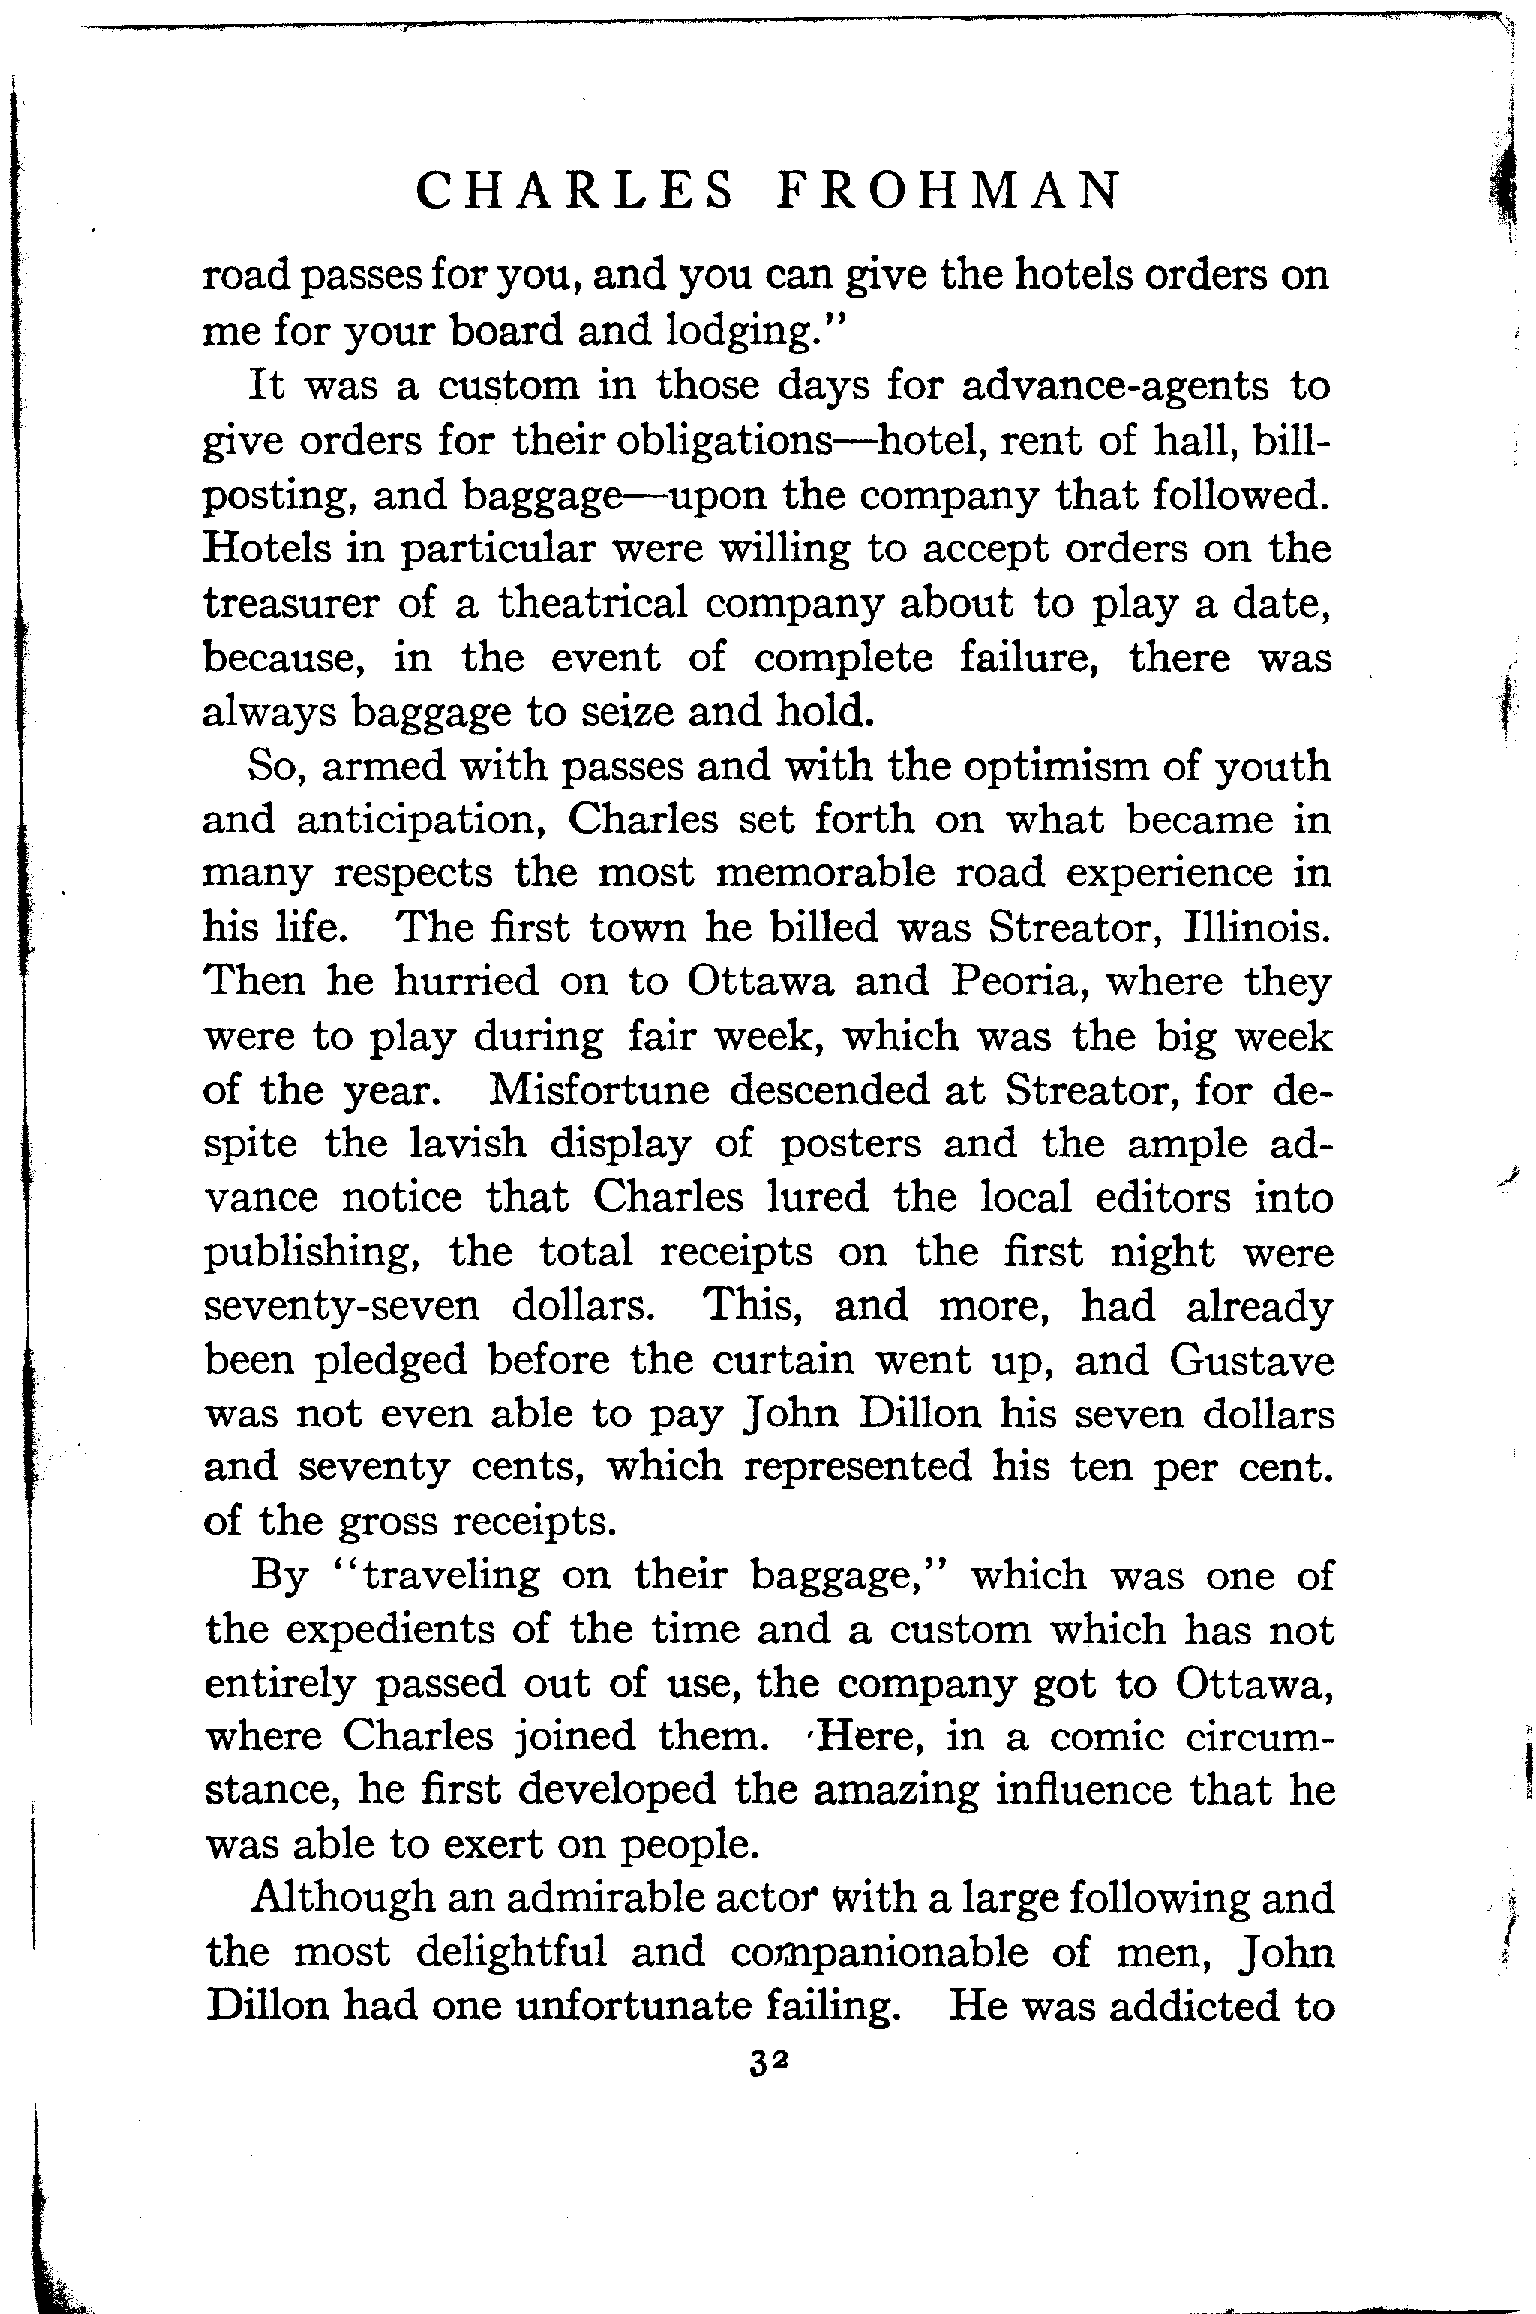 CHARLES FROHMAN
road passes for you, and you can give the hotels orders on
me for your board and lodging."
It was a custom in those days for advance-agents to
give orders for their obligations—hotel, rent of hall, bill-
posting, and baggage—upon the company that followed.
Hotels in particular were willing to accept orders on the
treasurer of a theatrical company about to play a date,
because, in the event of complete failure, there was
always baggage to seize and hold.
So, armed with passes and with the optimism of youth
and anticipation, Charles set forth on what became in
many respects the most memorable road experience in
his life. The first town he billed was Streator, Illinois.
Then he hurried on to Ottawa and Peoria, where they
were to play during fair week, which was the big week
of the year. Misfortune descended at Streator, for de-
spite the lavish display of posters and the ample ad-
vance notice that Charles lured the local editors into
publishing, the total receipts on the first night were
seventy-seven dollars. This, and more, had already
been pledged before the curtain went up, and Gustave
was not even able to pay John Dillon his seven dollars
and seventy cents, which represented his ten per cent.
of the gross receipts.
By "traveling on their baggage," which was one of
the expedients of the time and a custom which has not
entirely passed out of use, the company got to Ottawa,
where Charles joined them. Here, in a comic circum-
stance, he first developed the amazing influence that he
was able to exert on people.
Although an admirable actor with a large following and
the most delightful and companionable of men, John
Dillon had one unfortunate failing. He was addicted to
32